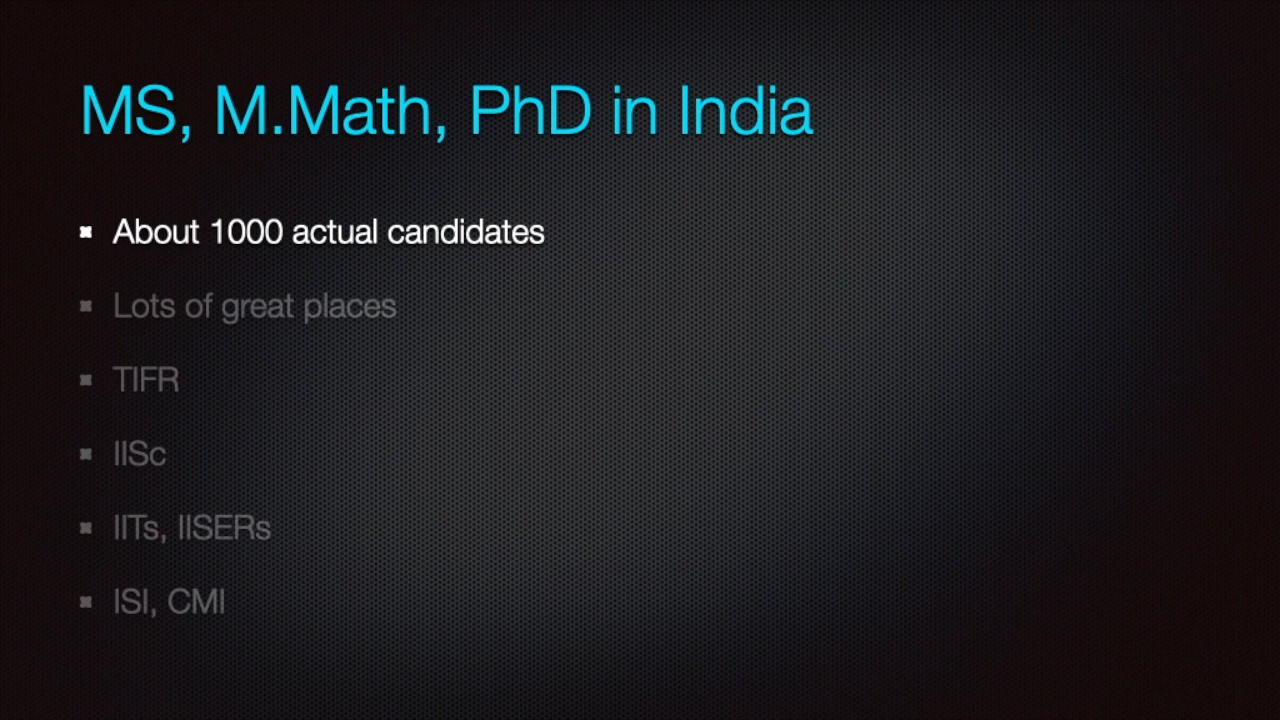 MS, M.Math, PhD in India
About 1000 actual candidates
Lots of great places
TIFR
IISc
IITs, IISERs
ISI, CMI